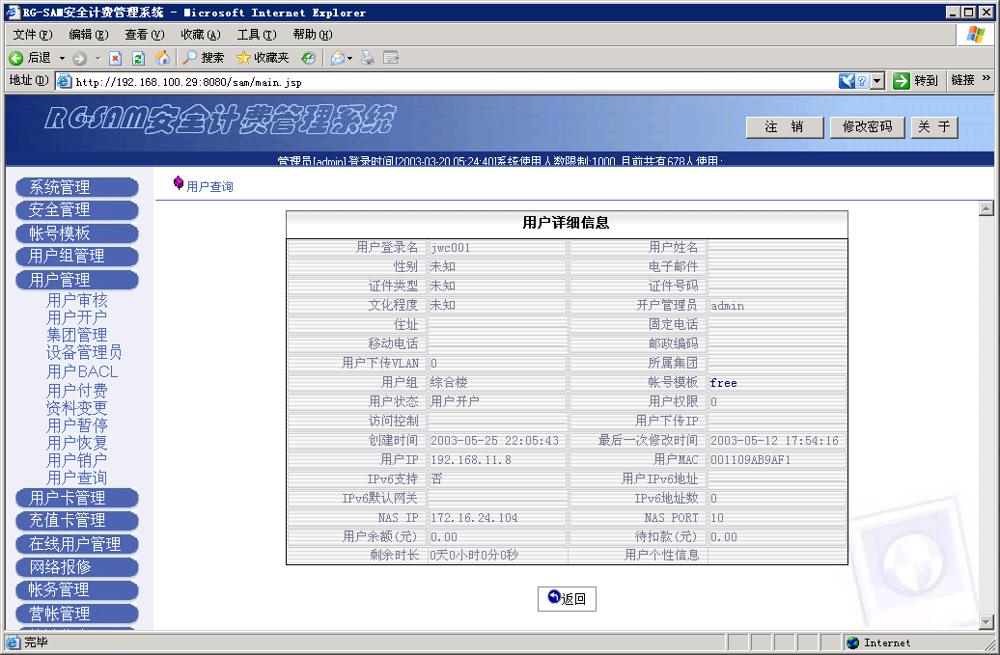 RG-SAM安全计费管理系统 - Microsoft Internet Explorer
文件(F) 编辑(E) 查看(V) 收藏(A) 工具(T) 帮助(H)
后退 搜索 收藏夹
地址(D) http://192.168.100.29:8080/sam/main.jsp 转到 链接 »
RG-SAM安全计费管理系统
注 销 修改密码 关 于
管理员[admin] 登录时间[2003-03-20 05:24:40]系统使用人数限制:1000 目前共有678人使用;
系统管理
安全管理
帐号模板
用户组管理
用户管理
用户审核
用户开户
集团管理
设备管理员
用户BACL
用户付费
资料变更
用户暂停
用户恢复
用户销户
用户查询
用户卡管理
充值卡管理
在线用户管理
网络报修
帐务管理
营帐管理
用户查询
用户详细信息
用户登录名 jwc001 用户姓名
性别 未知 电子邮件
证件类型 未知 证件号码
文化程度 未知 开户管理员 admin
住址 固定电话
移动电话 邮政编码
用户下传VLAN 0 所属集团
用户组 综合楼 帐号模板 free
用户状态 用户开户 用户权限 0
访问控制 用户下传IP
创建时间 2003-05-25 22:05:43 最后一次修改时间 2003-05-12 17:54:16
用户IP 192.168.11.8 用户MAC 001109AB9AF1
IPv6支持 否 用户IPv6地址
IPv6默认网关 IPv6地址数 0
NAS IP 172.16.24.104 NAS PORT 10
用户余额(元) 0.00 待扣款(元) 0.00
剩余时长 0天0小时0分0秒 用户个性信息
返回
完毕 Internet